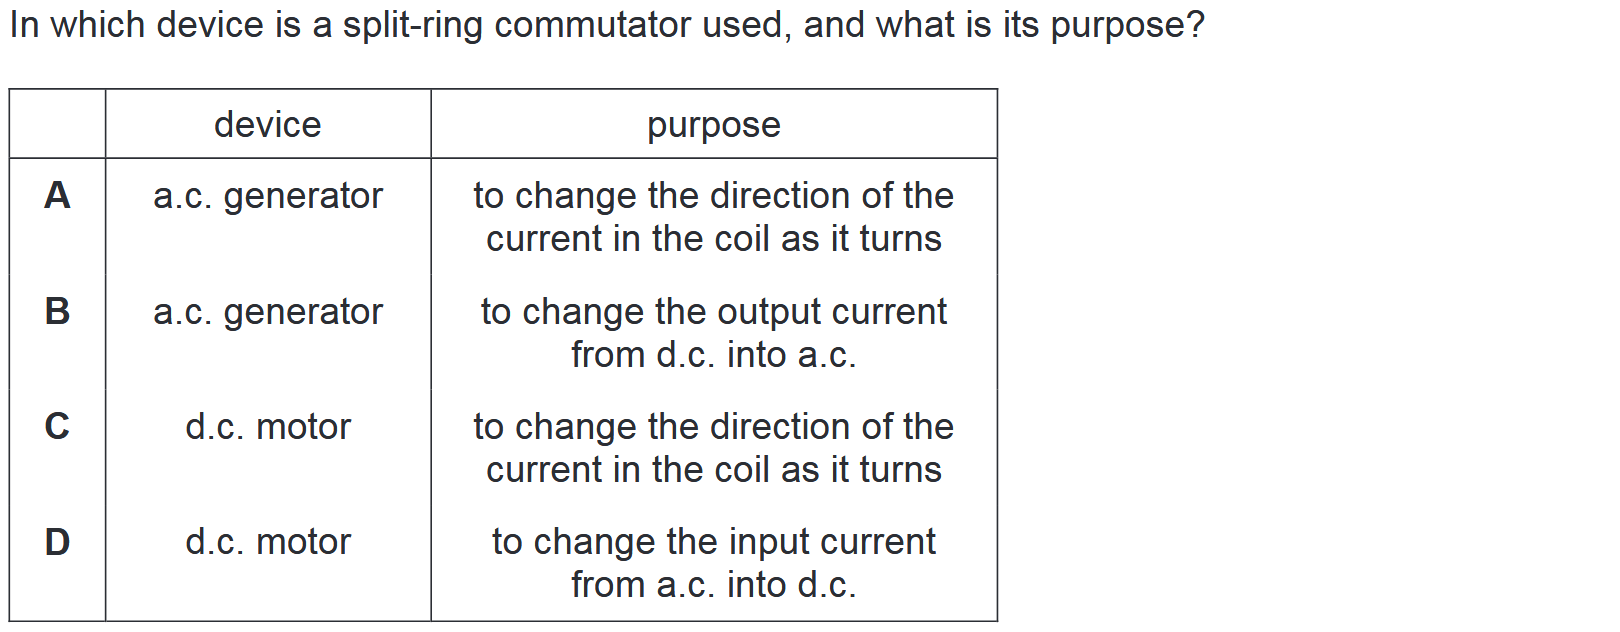 In which device is a split-ring commutator used, and what is its purpose?
device purpose
A a.c. generator to change the direction of the
current in the coil as it turns
B a.c. generator to change the output current
from d.c. into a.c.
C d.c. motor to change the direction of the
current in the coil as it turns
D d.c. motor to change the input current
from a.c. into d.c.